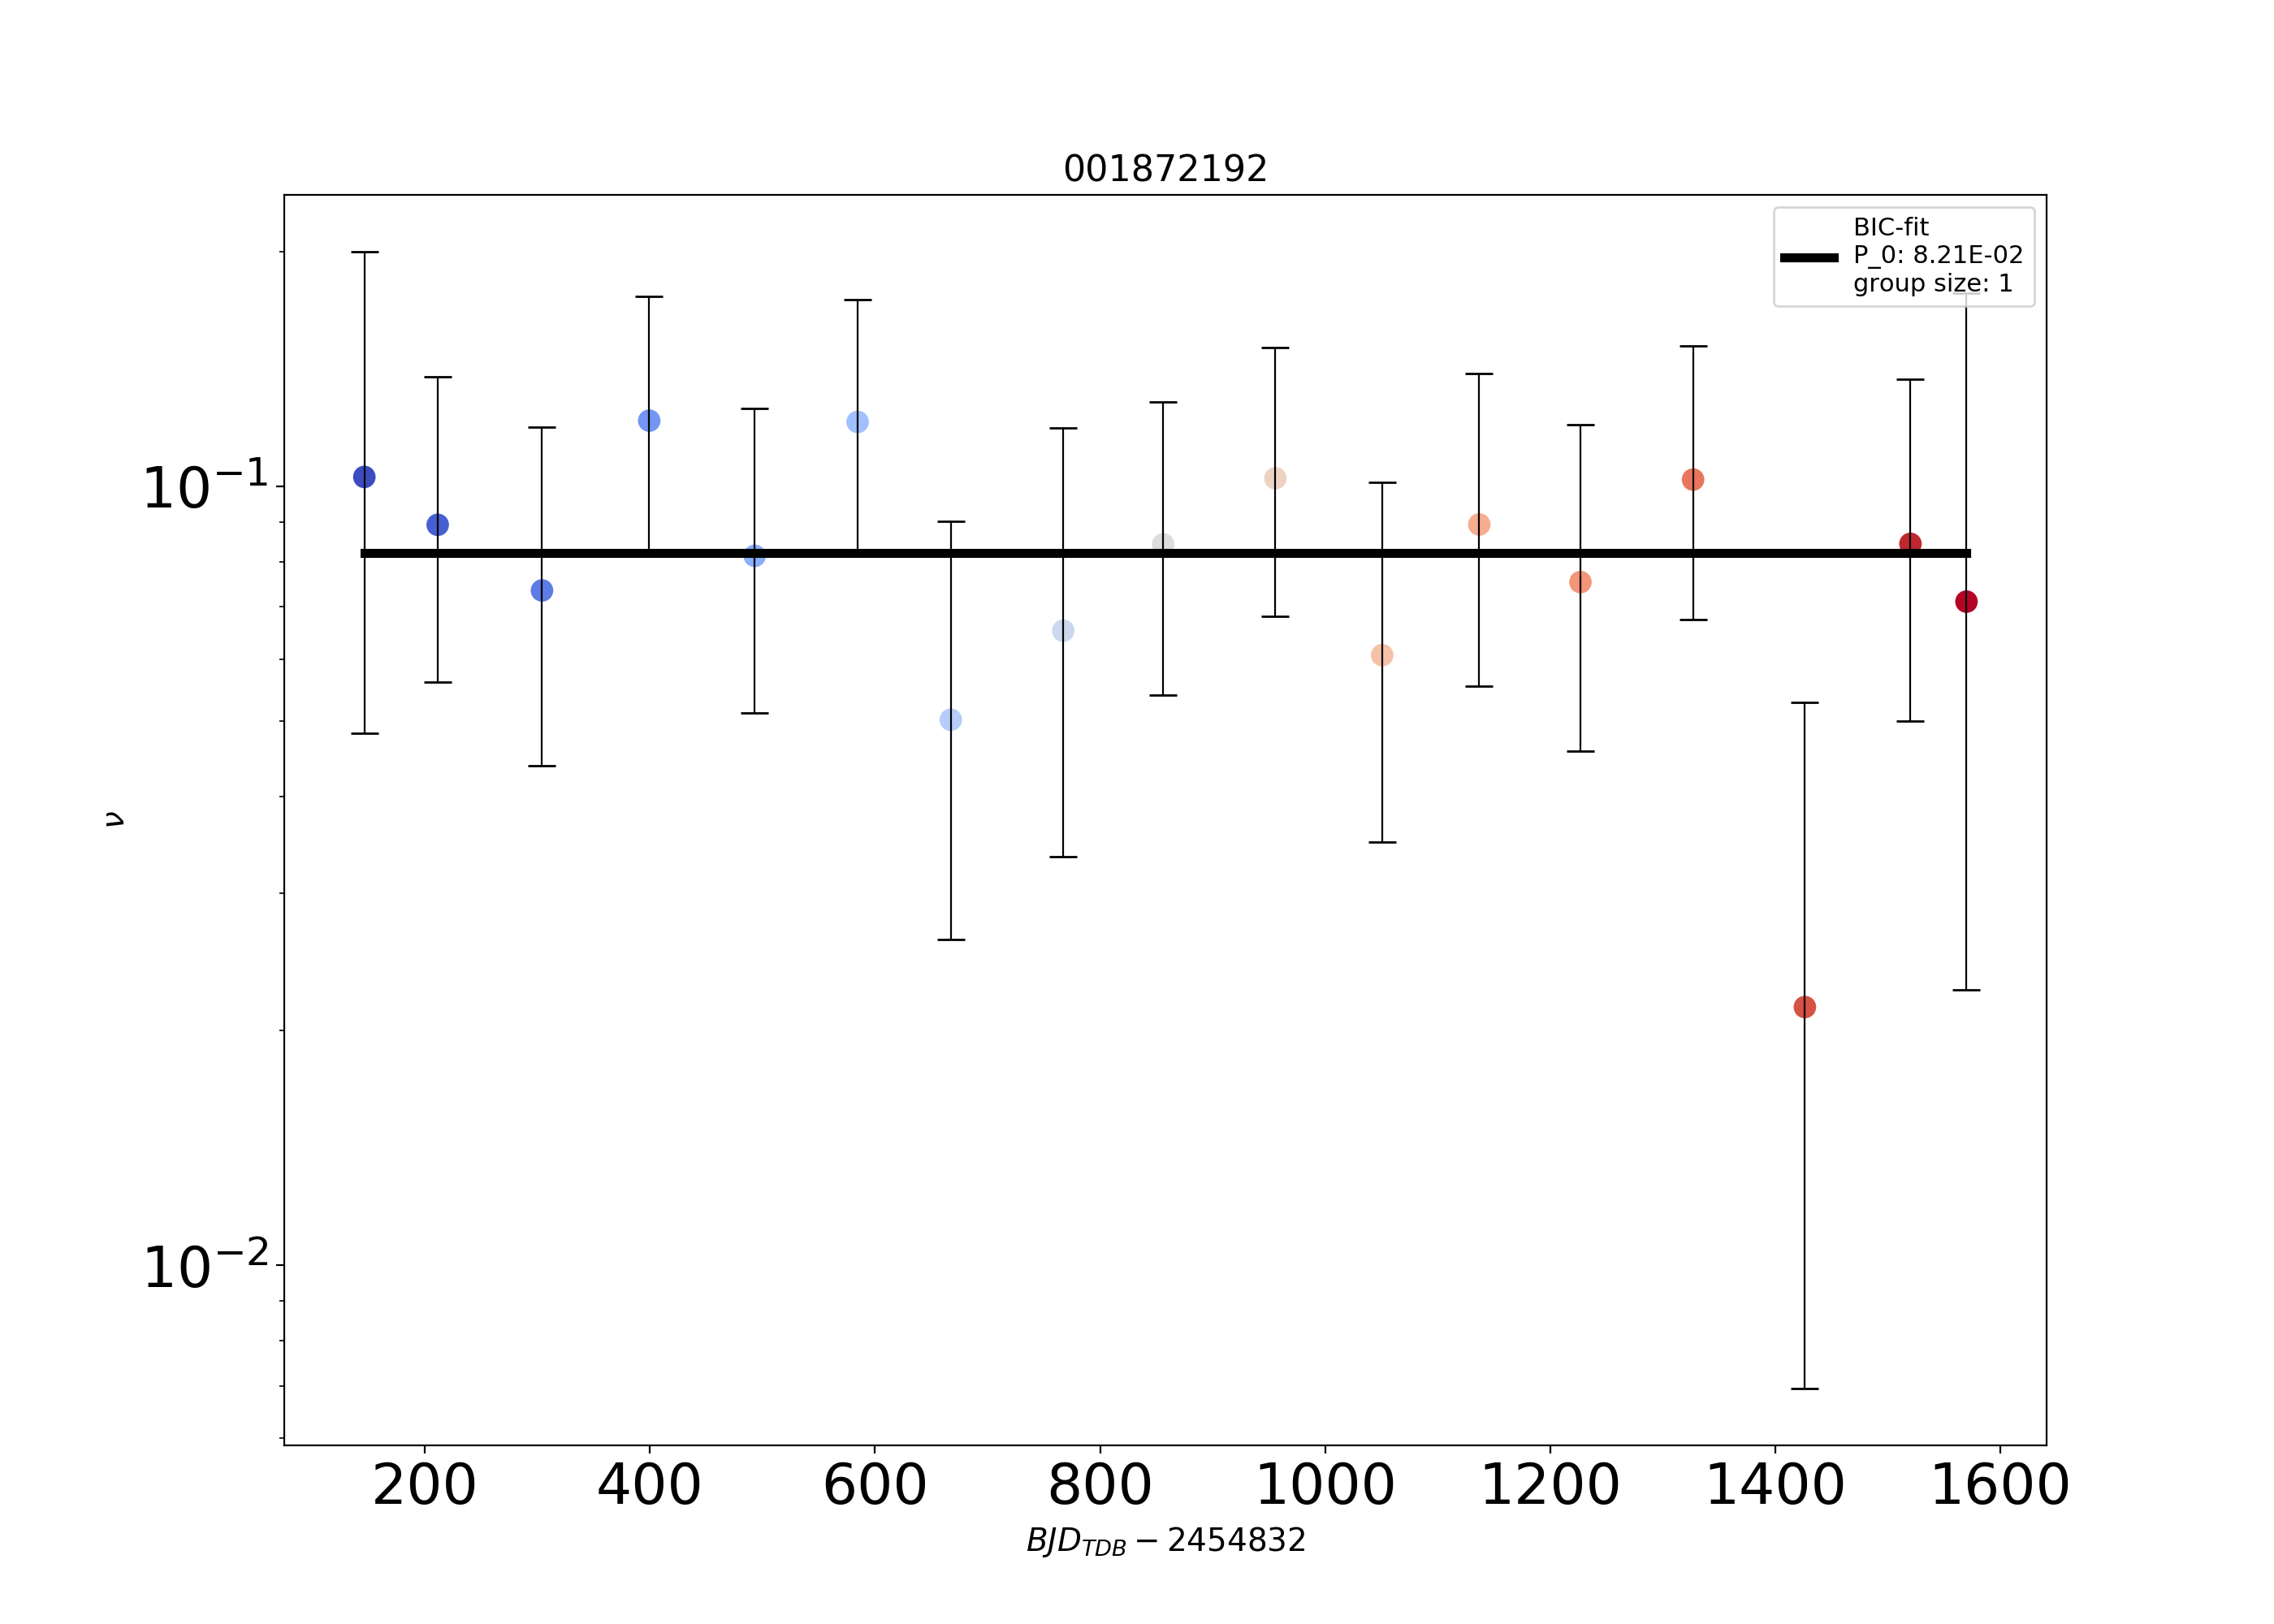 001872192
BIC-fit
P_0: 8.21E-02
group size: 1
10⁻¹
10⁻²
ν
200 400 600 800 1000 1200 1400 1600
BJD_TDB − 2454832